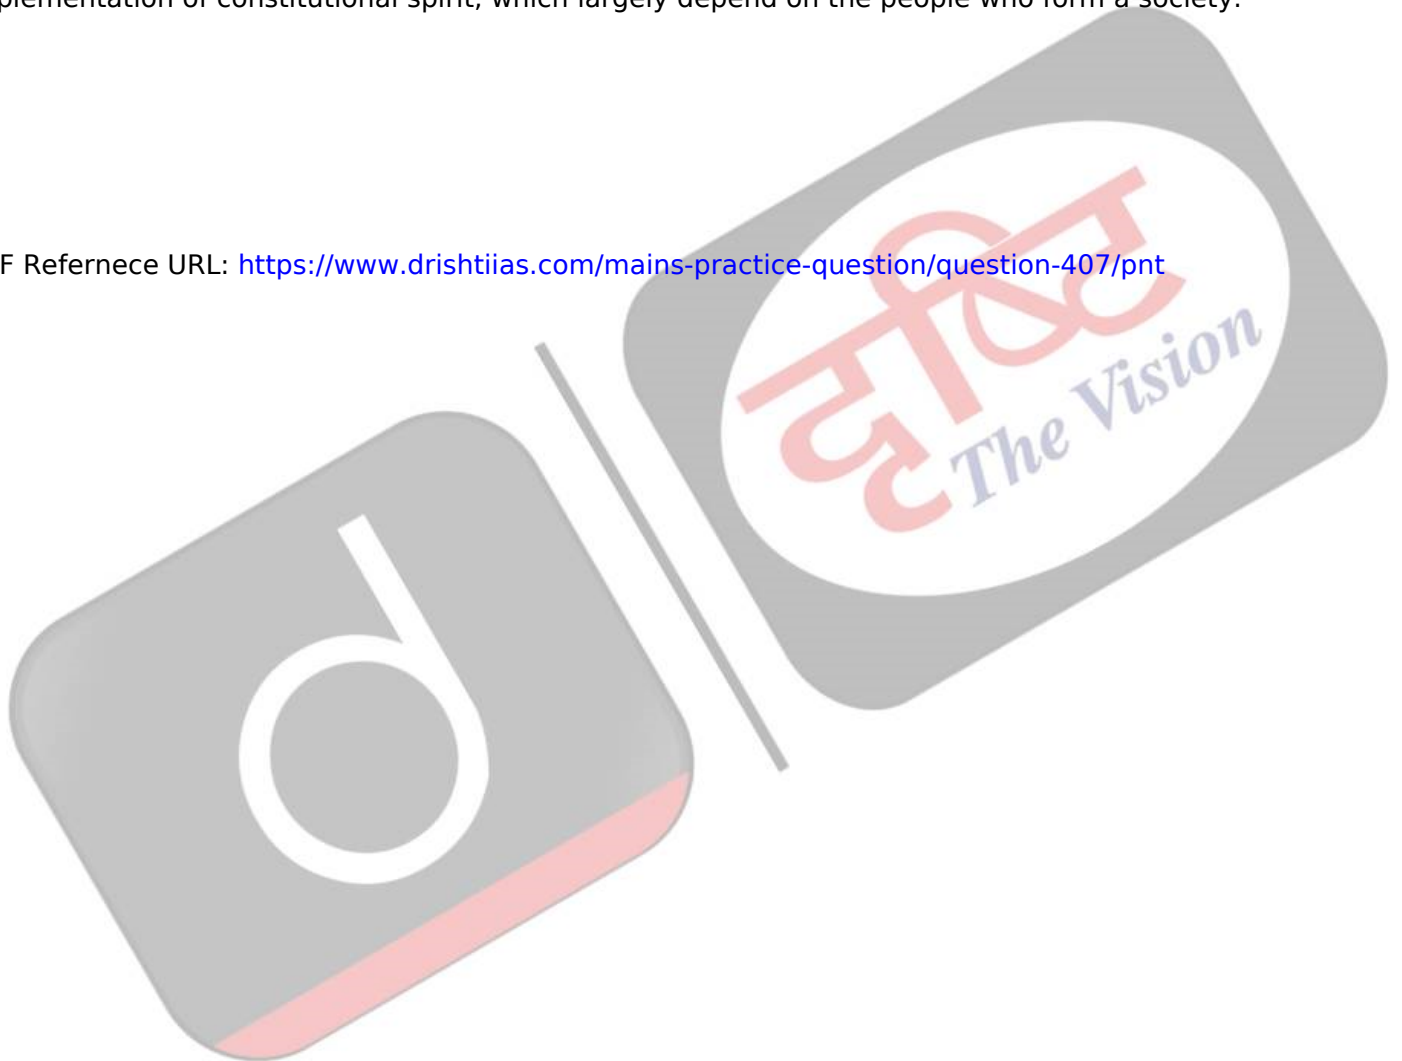 plementation of constitutional spirit, which largely depend on the people who form a society.
F Refernece URL: https://www.drishtiias.com/mains-practice-question/question-407/pnt
दृष्टि
The Vision
d